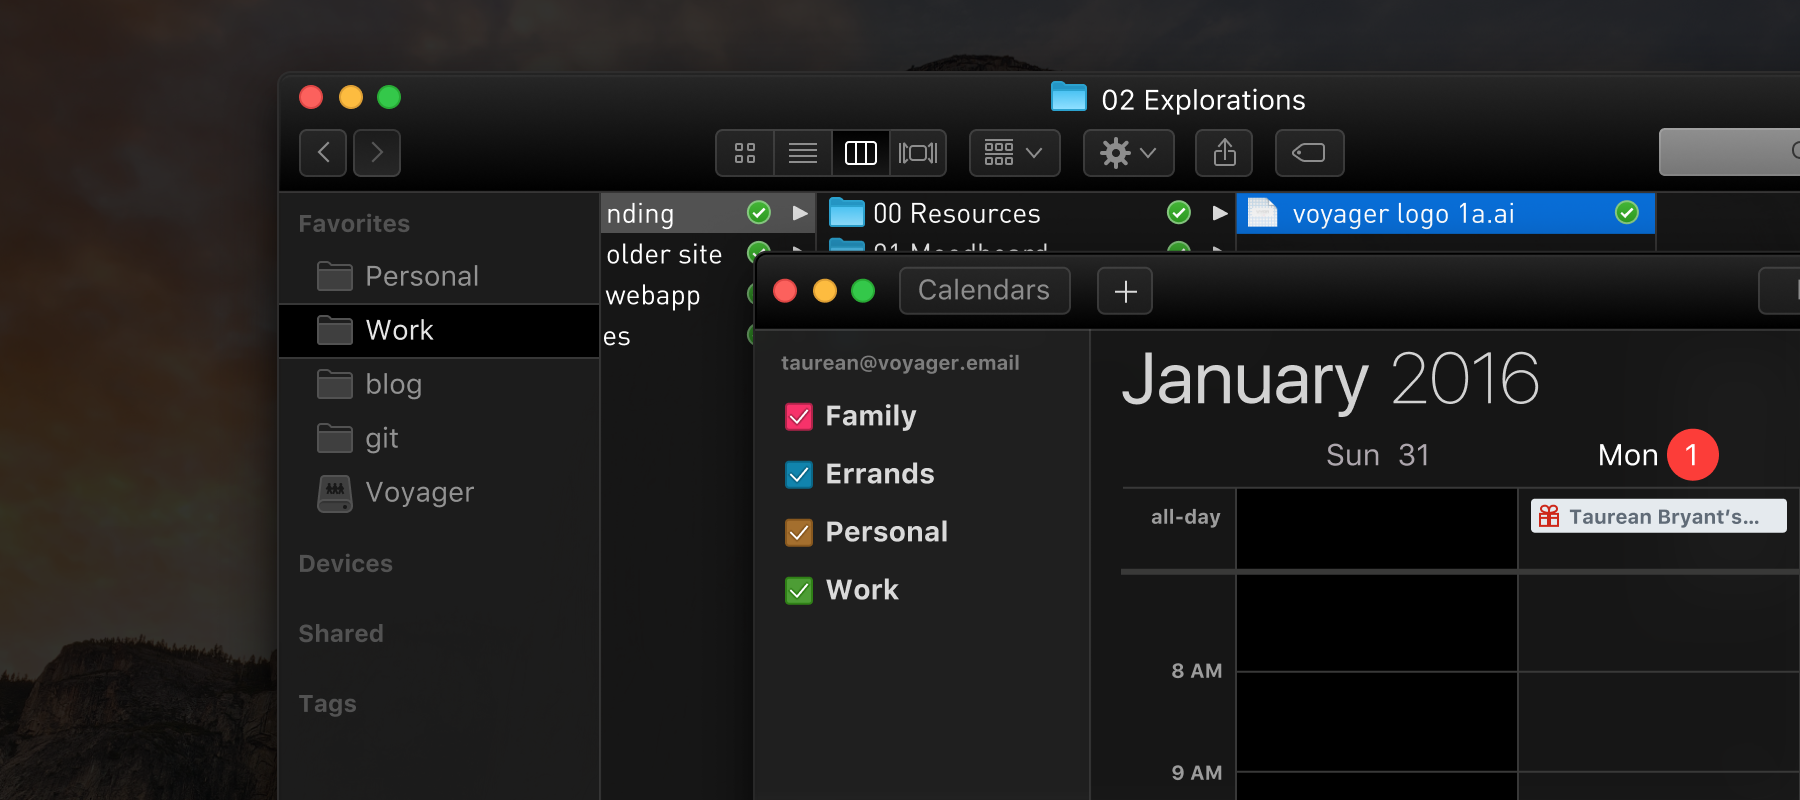 02 Explorations
Favorites
Personal
Work
blog
git
Voyager
Devices
Shared
Tags
nding
older site
webapp
es
00 Resources
01 Moodboard
voyager logo 1a.ai
Calendars
taurean@voyager.email
Family
Errands
Personal
Work
January 2016
Sun 31
Mon 1
all-day
Taurean Bryant’s...
8 AM
9 AM